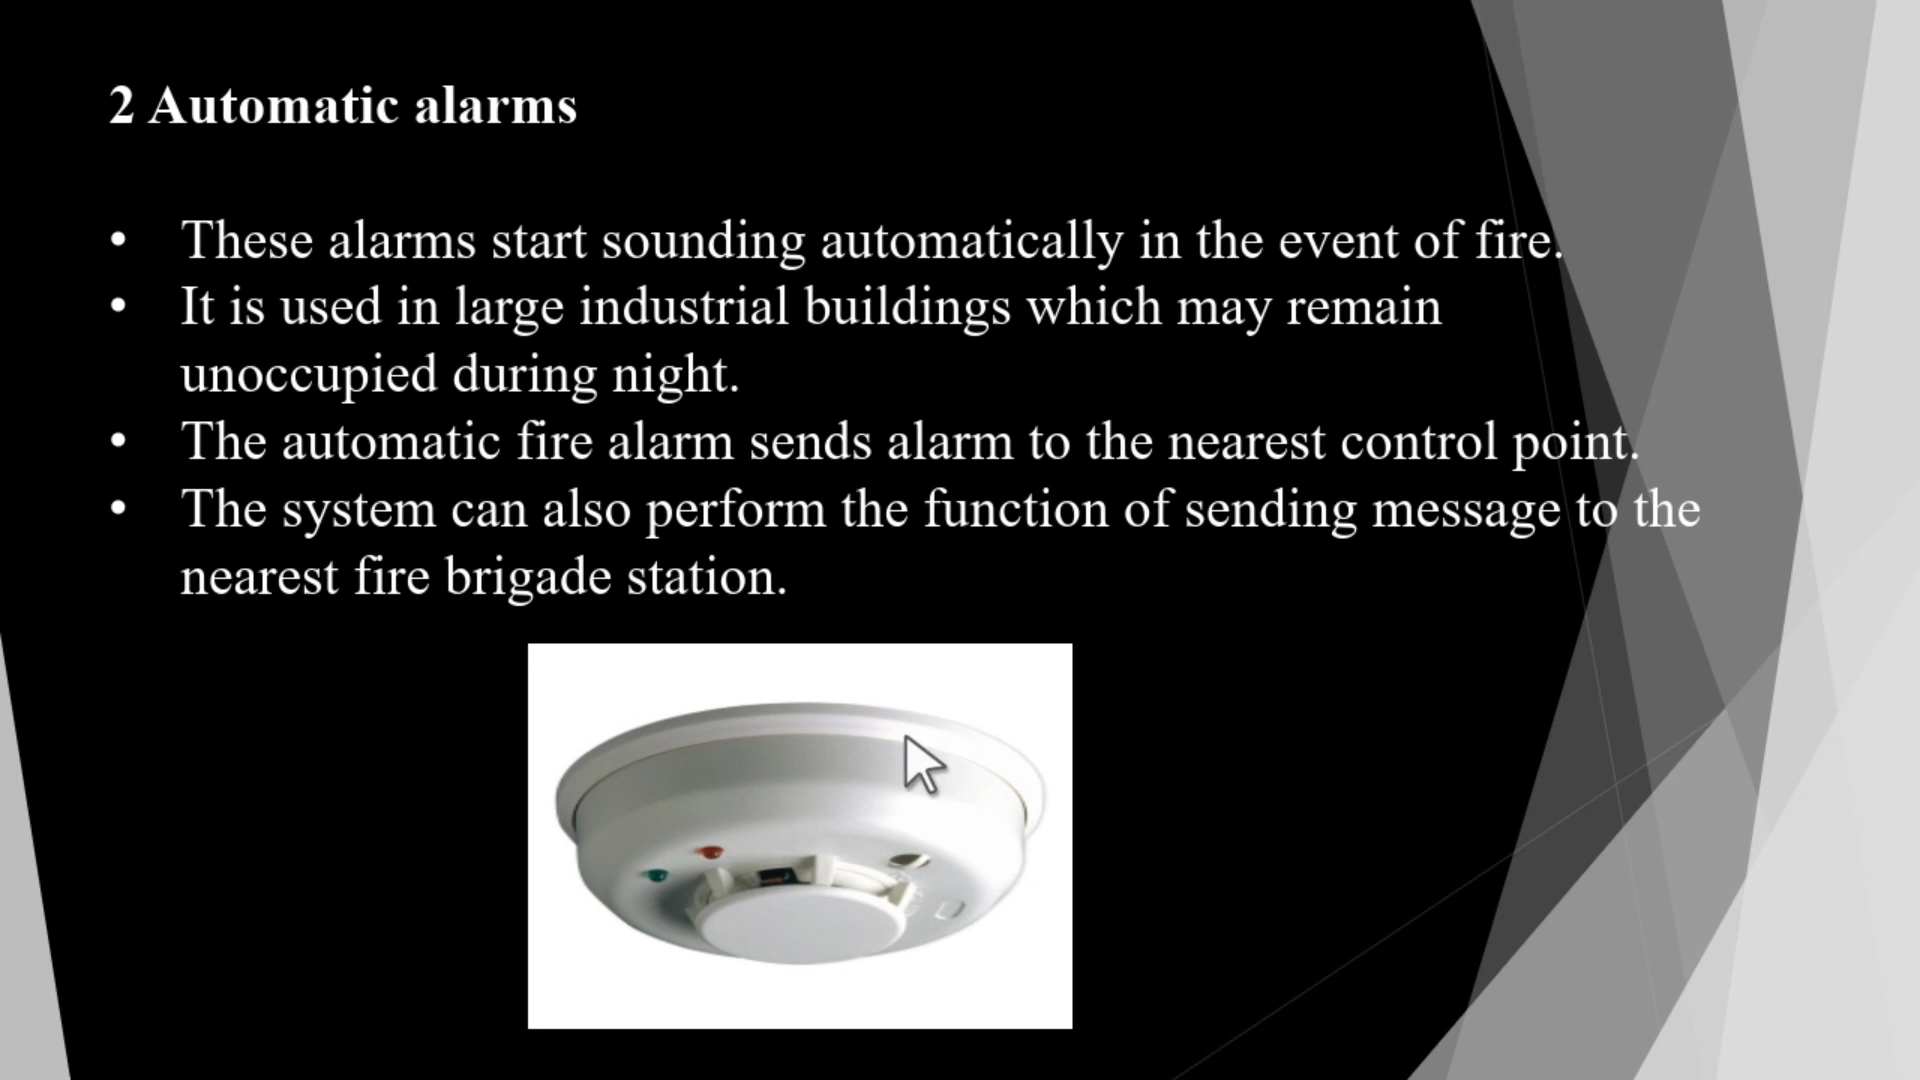 2 Automatic alarms
• These alarms start sounding automatically in the event of fire.
• It is used in large industrial buildings which may remain
unoccupied during night.
• The automatic fire alarm sends alarm to the nearest control point.
• The system can also perform the function of sending message to the
nearest fire brigade station.